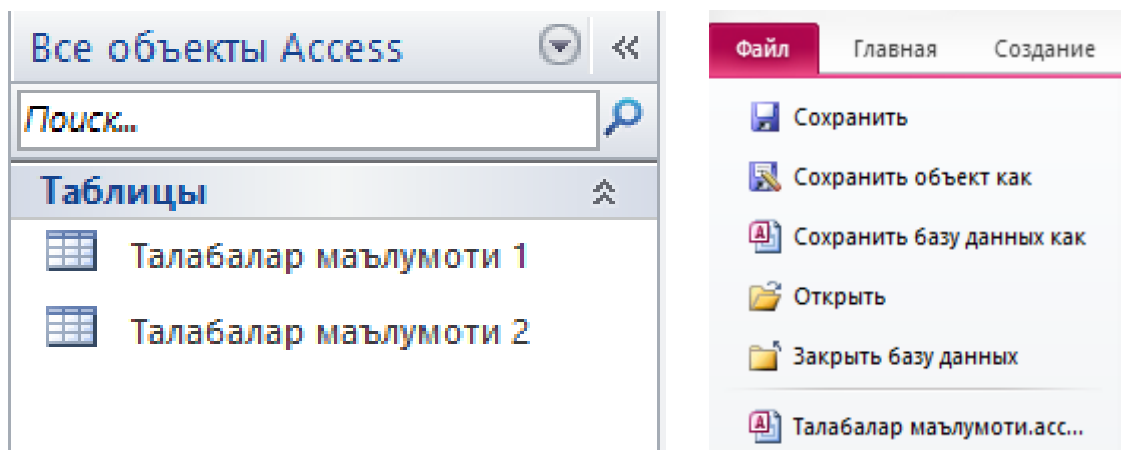 Все объекты Access
Поиск...
Таблицы
Талабалар маълумоти 1
Талабалар маълумоти 2
Файл Главная Создание
Сохранить
Сохранить объект как
Сохранить базу данных как
Открыть
Закрыть базу данных
Талабалар маълумоти.acc...